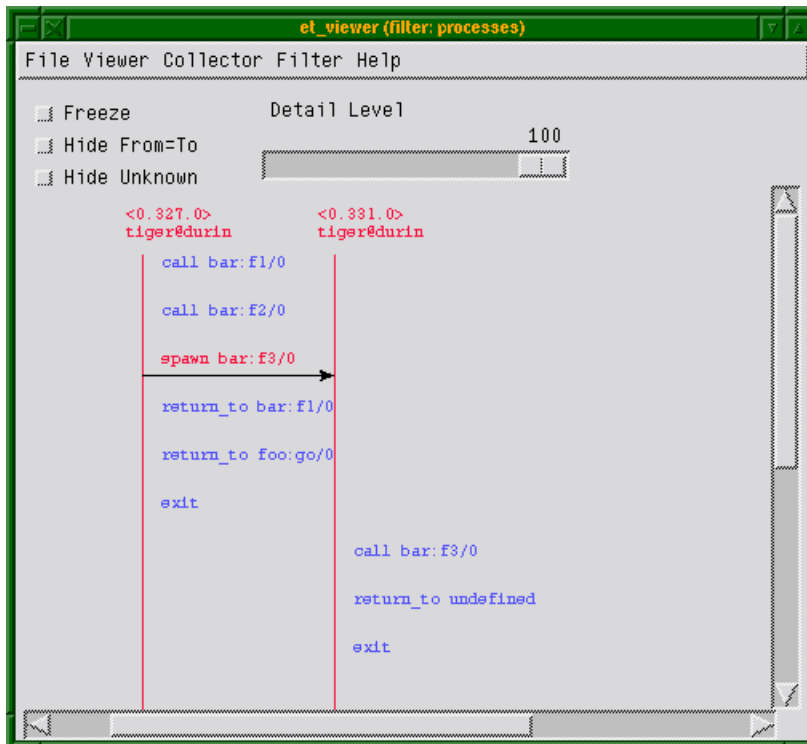 et_viewer (filter: processes)
File Viewer Collector Filter Help
Freeze
Detail Level
Hide From=To
100
Hide Unknown
<0.327.0> <0.331.0>
tiger@durin tiger@durin
call bar:f1/0
call bar:f2/0
spawn bar:f3/0
return_to bar:f1/0
return_to foo:go/0
exit
call bar:f3/0
return_to undefined
exit